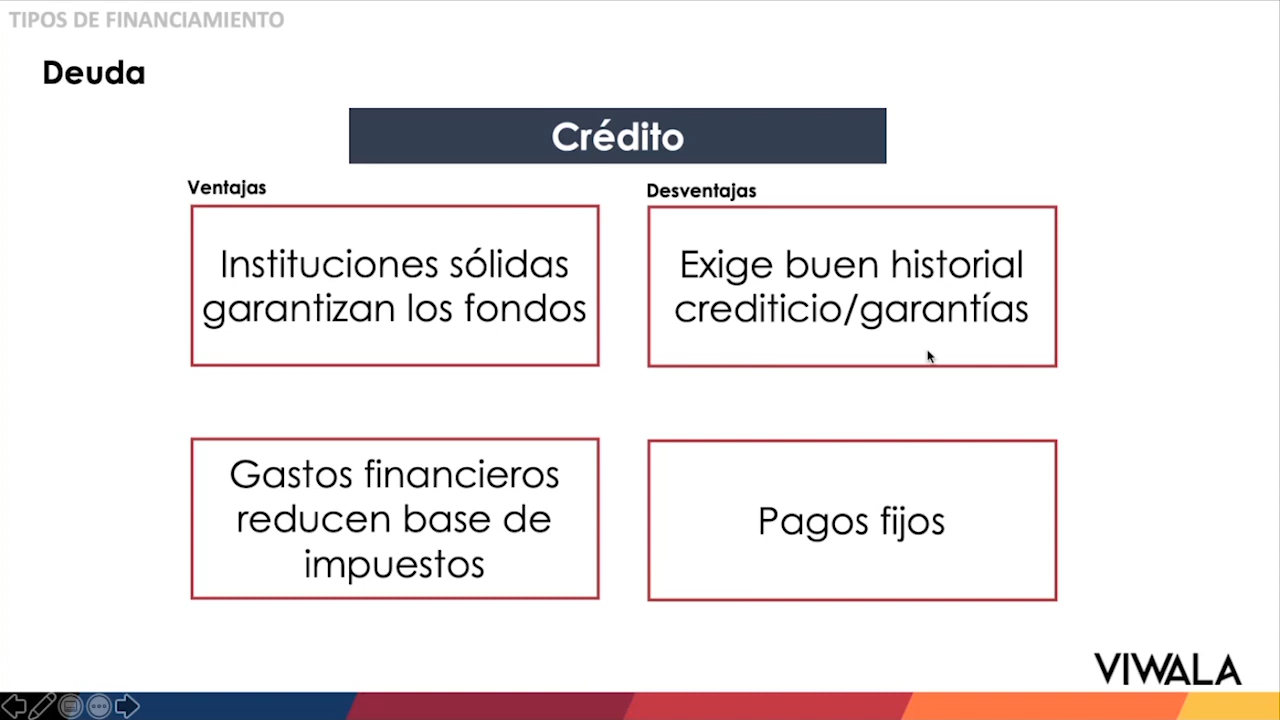 TIPOS DE FINANCIAMIENTO
Deuda
Crédito
Ventajas
Instituciones sólidas
garantizan los fondos
Gastos financieros
reducen base de
impuestos
Desventajas
Exige buen historial
crediticio/garantías
Pagos fijos
VIWALA